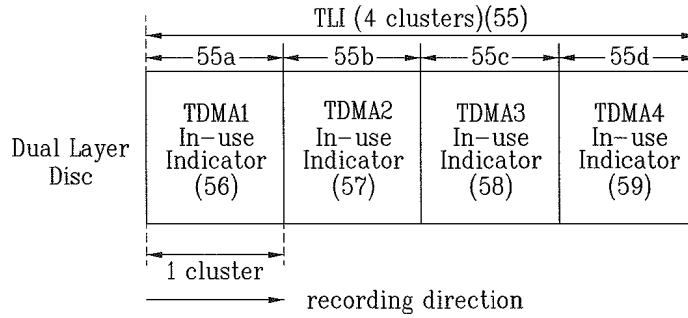 TLI (4 clusters)(55)
55a 55b 55c 55d
Dual Layer
Disc
TDMA1
In-use
Indicator
(56)
TDMA2
In-use
Indicator
(57)
TDMA3
In-use
Indicator
(58)
TDMA4
In-use
Indicator
(59)
1 cluster
recording direction